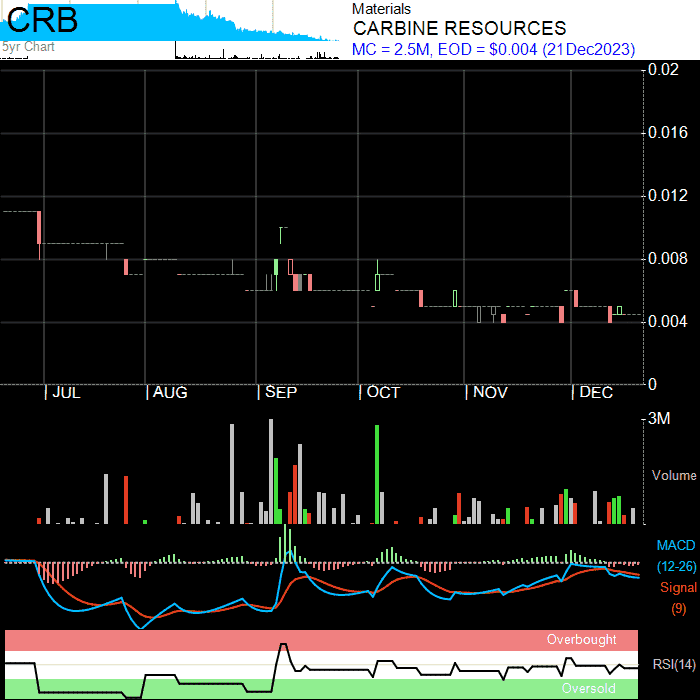 CRB
5yr Chart
Materials
CARBINE RESOURCES
MC = 2.5M, EOD = $0.004 (21Dec2023)
0.02
0.016
0.012
0.008
0.004
0
JUL
AUG
SEP
OCT
NOV
DEC
3M
Volume
MACD
(12-26)
Signal
(9)
Overbought
RSI(14)
Oversold